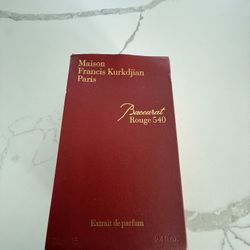 Maison
Francis Kurkdjian
Paris
Baccarat
Rouge 540
Extrait de parfum